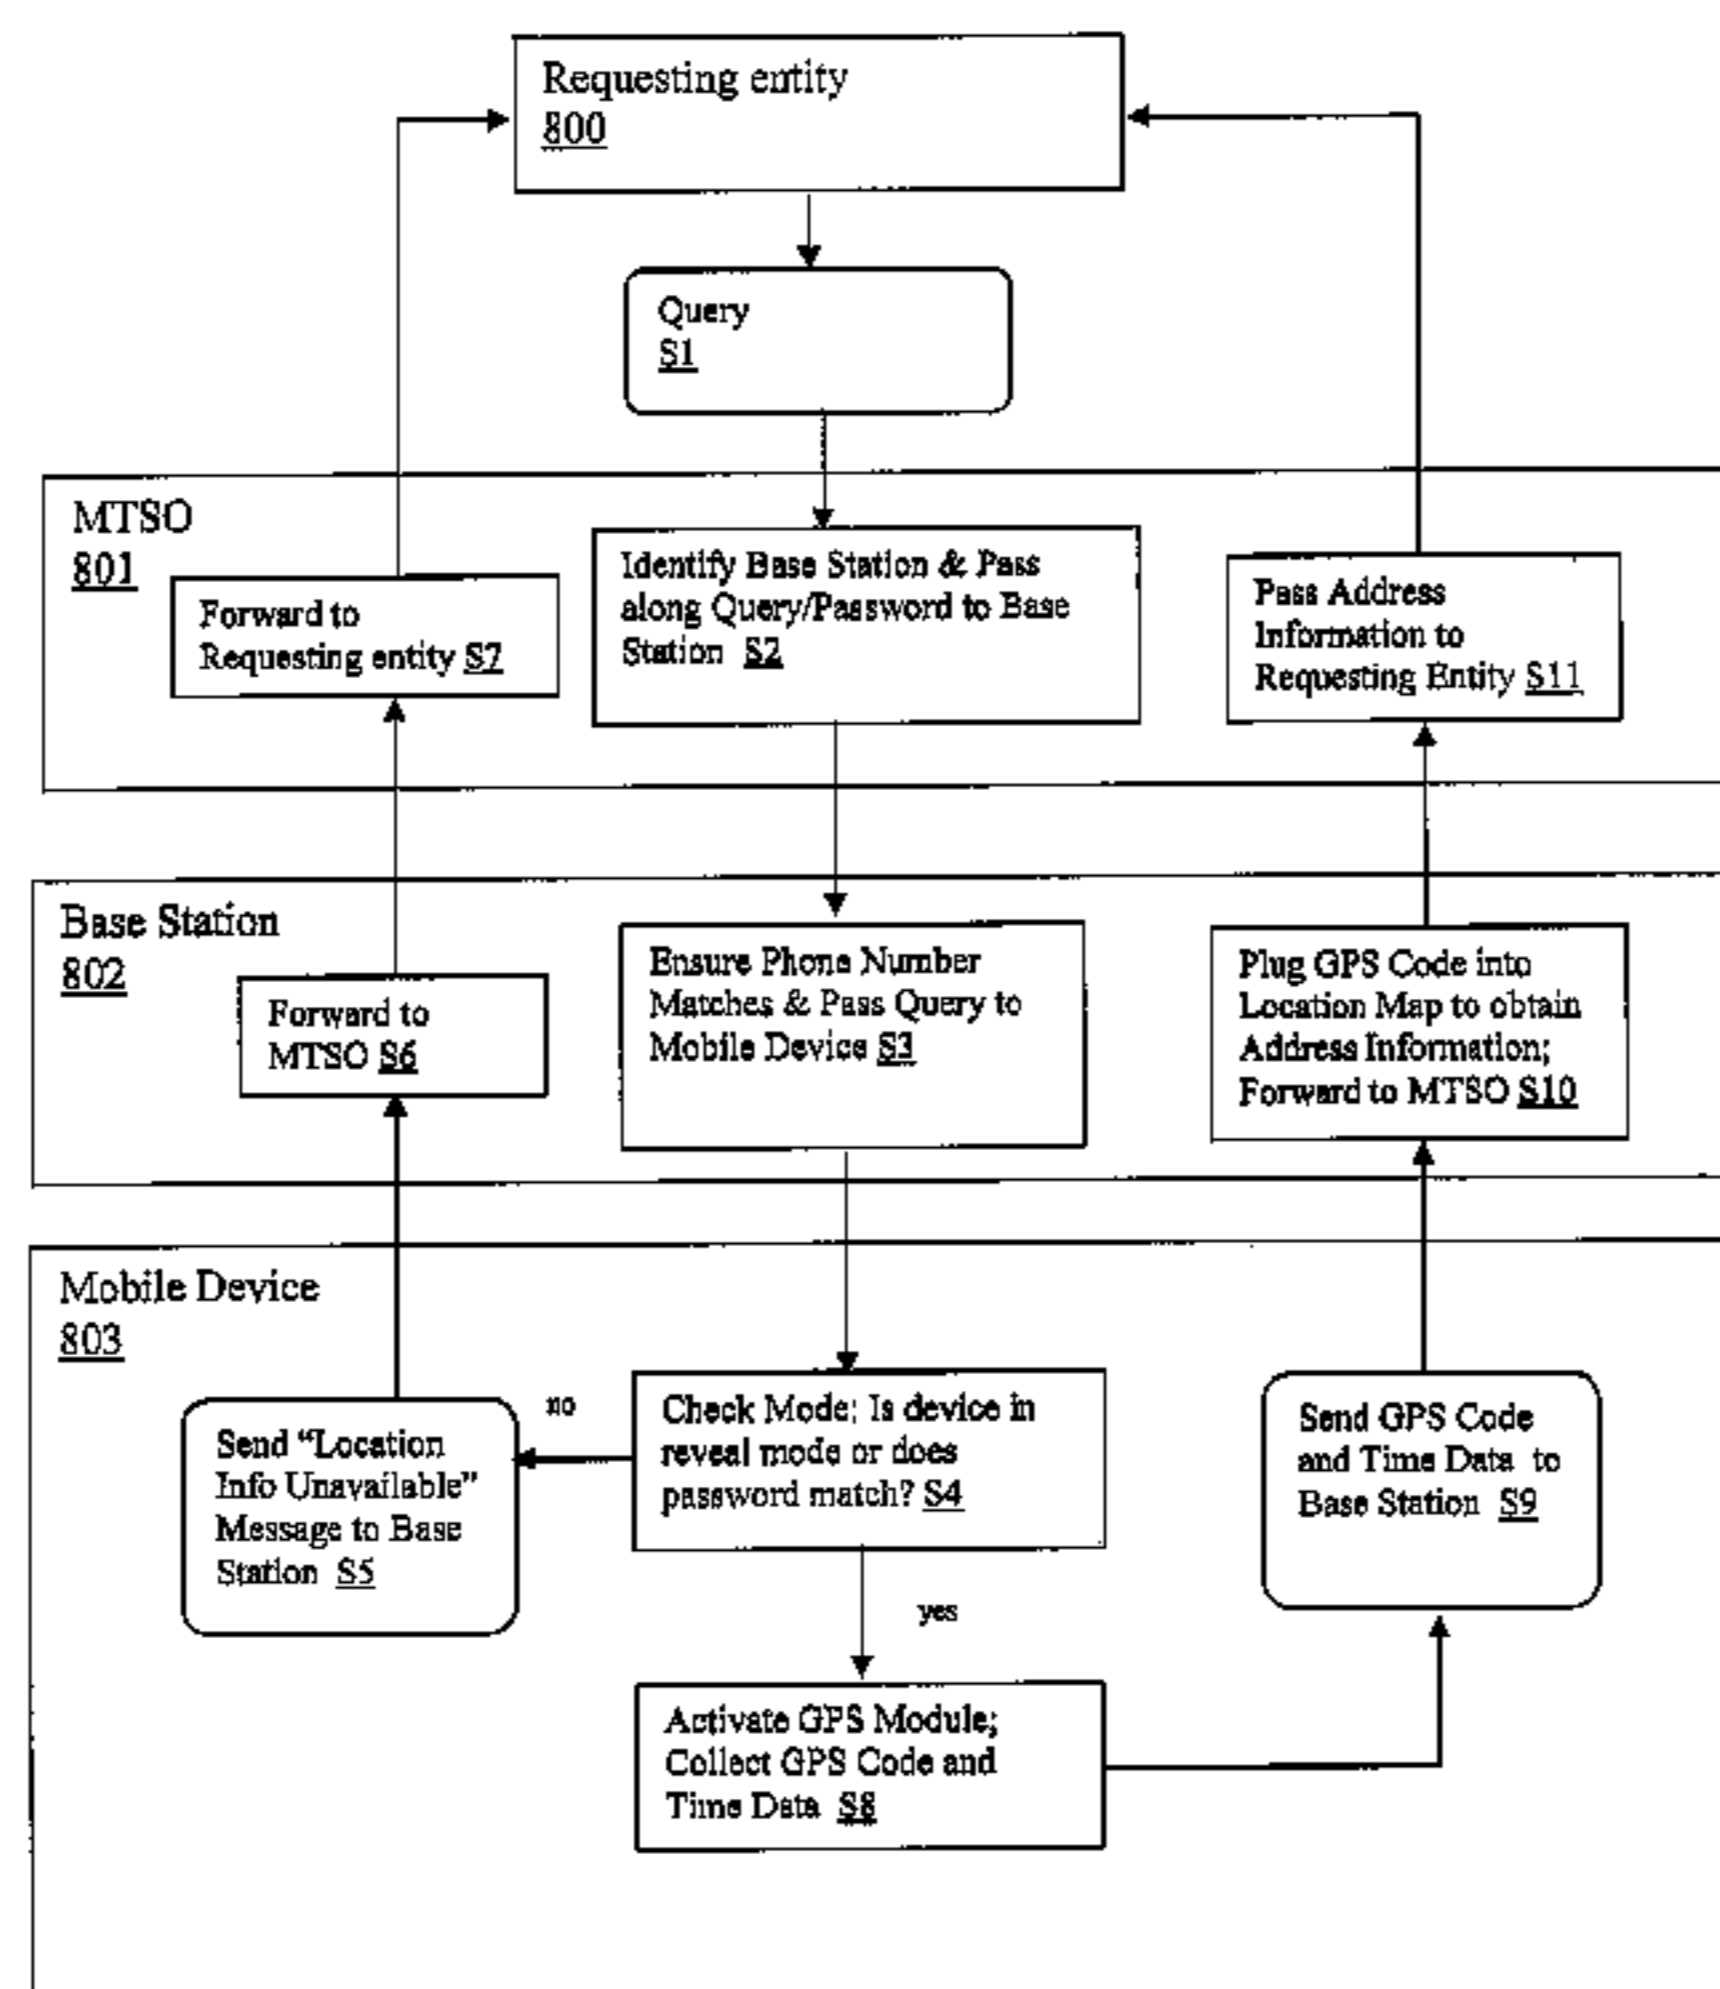 Requesting entity
800
Query
S1
MTSO
801
Forward to
Requesting entity S7
Identify Base Station & Pass
along Query/Password to Base
Station S2
Pass Address
Information to
Requesting Entity S11
Base Station
802
Forward to
MTSO S6
Ensure Phone Number
Matches & Pass Query to
Mobile Device S3
Plug GPS Code into
Location Map to obtain
Address Information;
Forward to MTSO S10
Mobile Device
803
Send “Location
Info Unavailable”
Message to Base
Station S5
no
Check Mode; Is device in
reveal mode or does
password match? S4
Send GPS Code
and Time Data to
Base Station S9
yes
Activate GPS Module;
Collect GPS Code and
Time Data S8